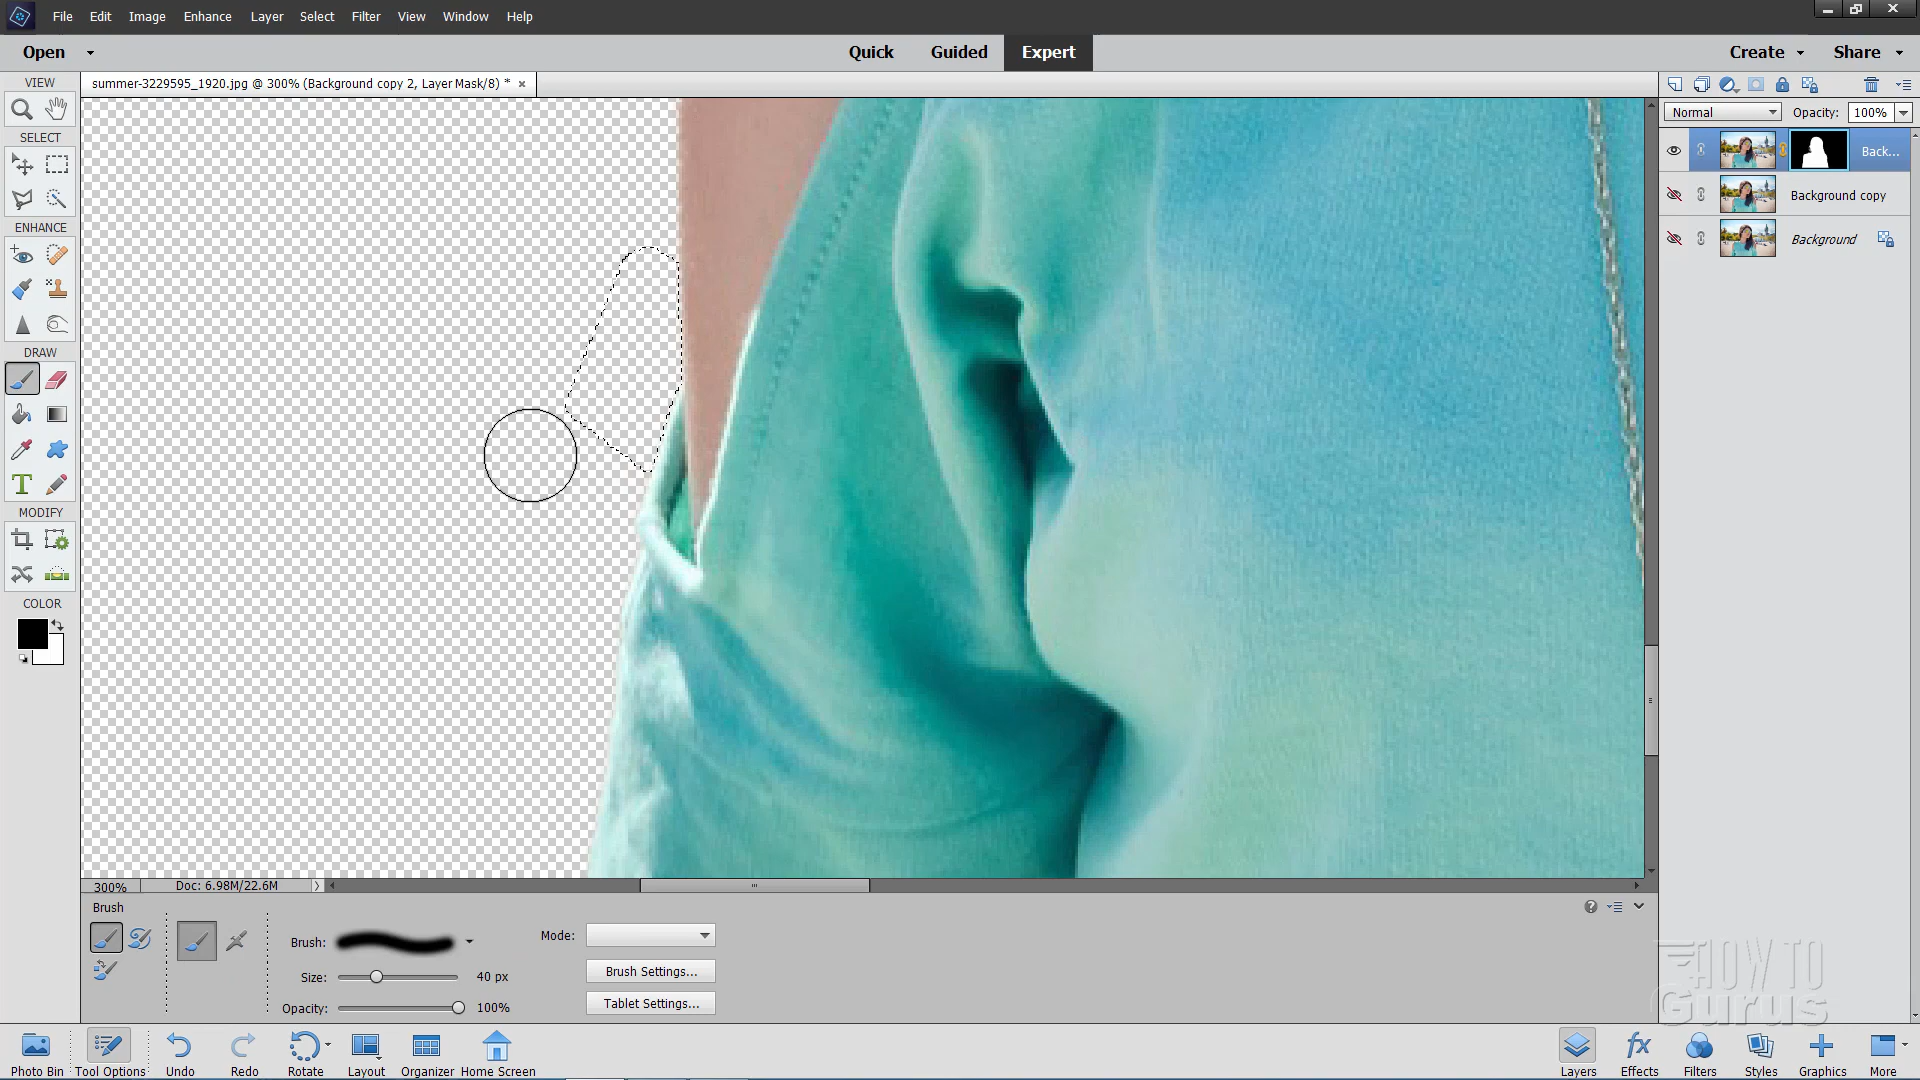 File Edit Image Enhance Layer Select Filter View Window Help
Open Quick Guided Expert Create Share
VIEW
summer-3229595_1920.jpg @ 300% (Background copy 2, Layer Mask/8) * ×
Normal Opacity: 100%
SELECT
Back...
Background copy
ENHANCE
Background
DRAW
T
MODIFY
COLOR
300% Doc: 6.98M/22.6M
Brush
Brush: Mode:
Size: 40 px Brush Settings...
Opacity: 100% Tablet Settings...
HOW TO
Gurus
fx
Photo Bin Tool Options Undo Redo Rotate Layout Organizer Home Screen Layers Effects Filters Styles Graphics More